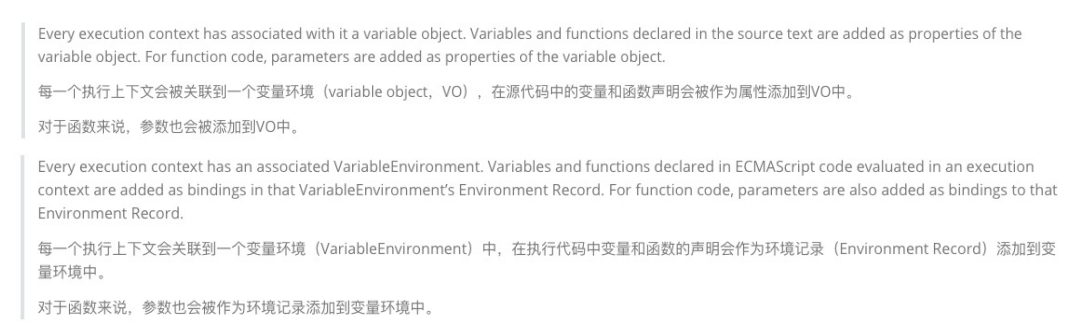 Every execution context has associated with it a variable object. Variables and functions declared in the source text are added as properties of the
variable object. For function code, parameters are added as properties of the variable object.
每一个执行上下文会被关联到一个变量环境（variable object，VO），在源代码中的变量和函数声明会被作为属性添加到VO中。
对于函数来说，参数也会被添加到VO中。
Every execution context has an associated VariableEnvironment. Variables and functions declared in ECMAScript code evaluated in an execution
context are added as bindings in that VariableEnvironment’s Environment Record. For function code, parameters are also added as bindings to that
Environment Record.
每一个执行上下文会关联到一个变量环境（VariableEnvironment）中，在执行代码中变量和函数的声明会作为环境记录（Environment Record）添加到变
量环境中。
对于函数来说，参数也会被作为环境记录添加到变量环境中。